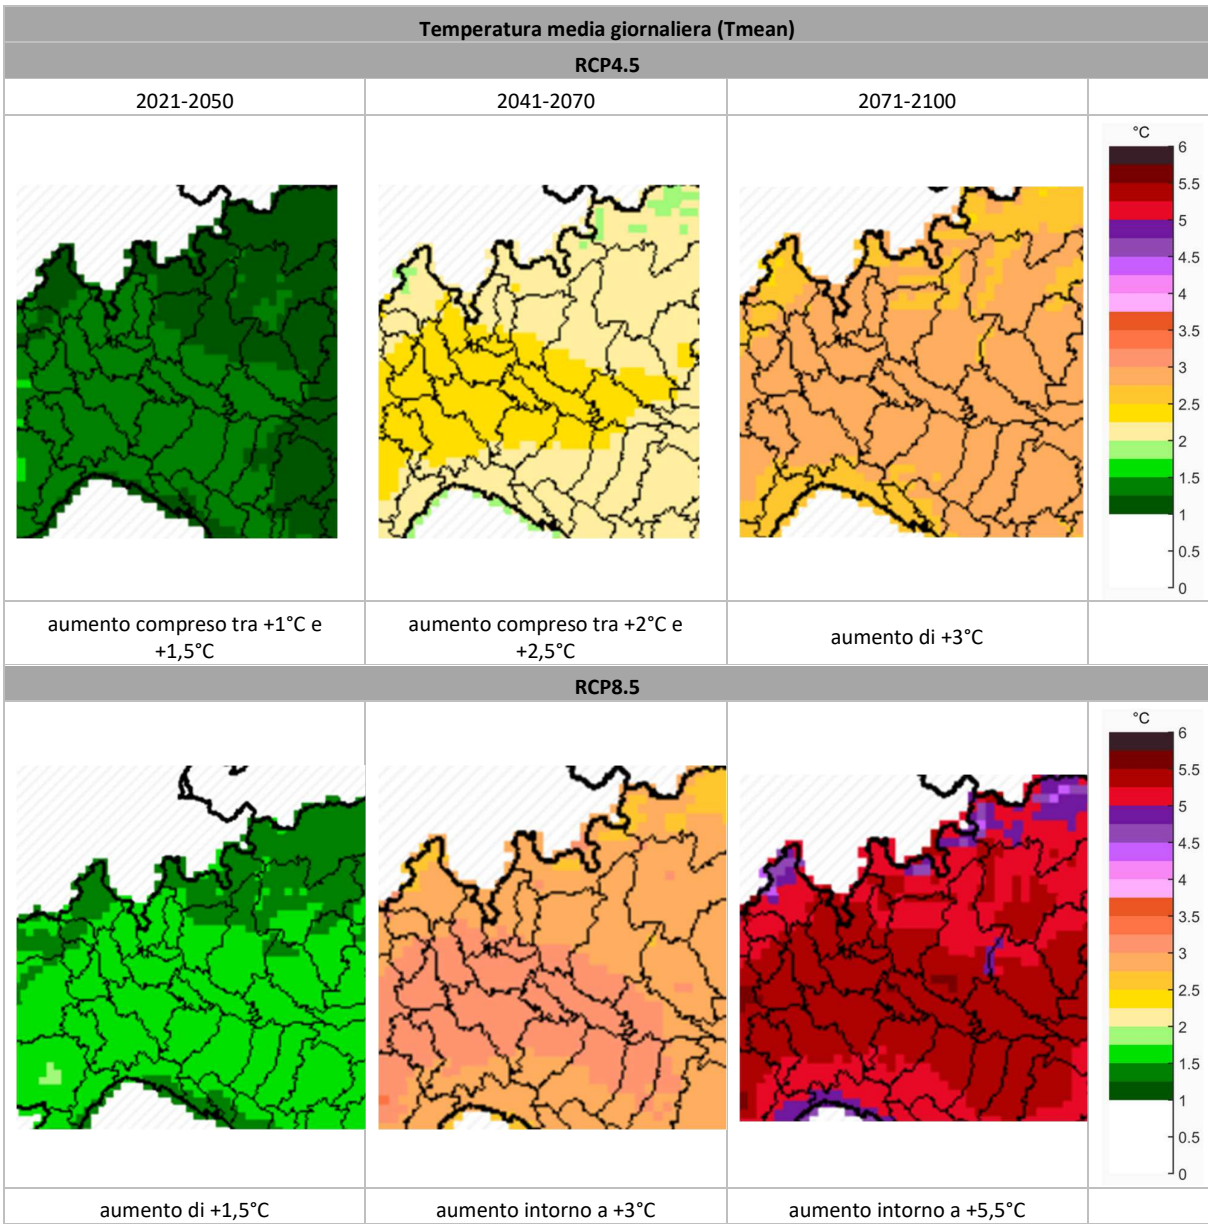 Temperatura media giornaliera (Tmean)
RCP4.5
2021-2050
2041-2070
2071-2100
°C
6
5.5
5
4.5
4
3.5
3
2.5
2
1.5
1
0.5
0
aumento compreso tra +1°C e
+1,5°C
aumento compreso tra +2°C e
+2,5°C
aumento di +3°C
RCP8.5
°C
6
5.5
5
4.5
4
3.5
3
2.5
2
1.5
1
0.5
0
aumento di +1,5°C
aumento intorno a +3°C
aumento intorno a +5,5°C